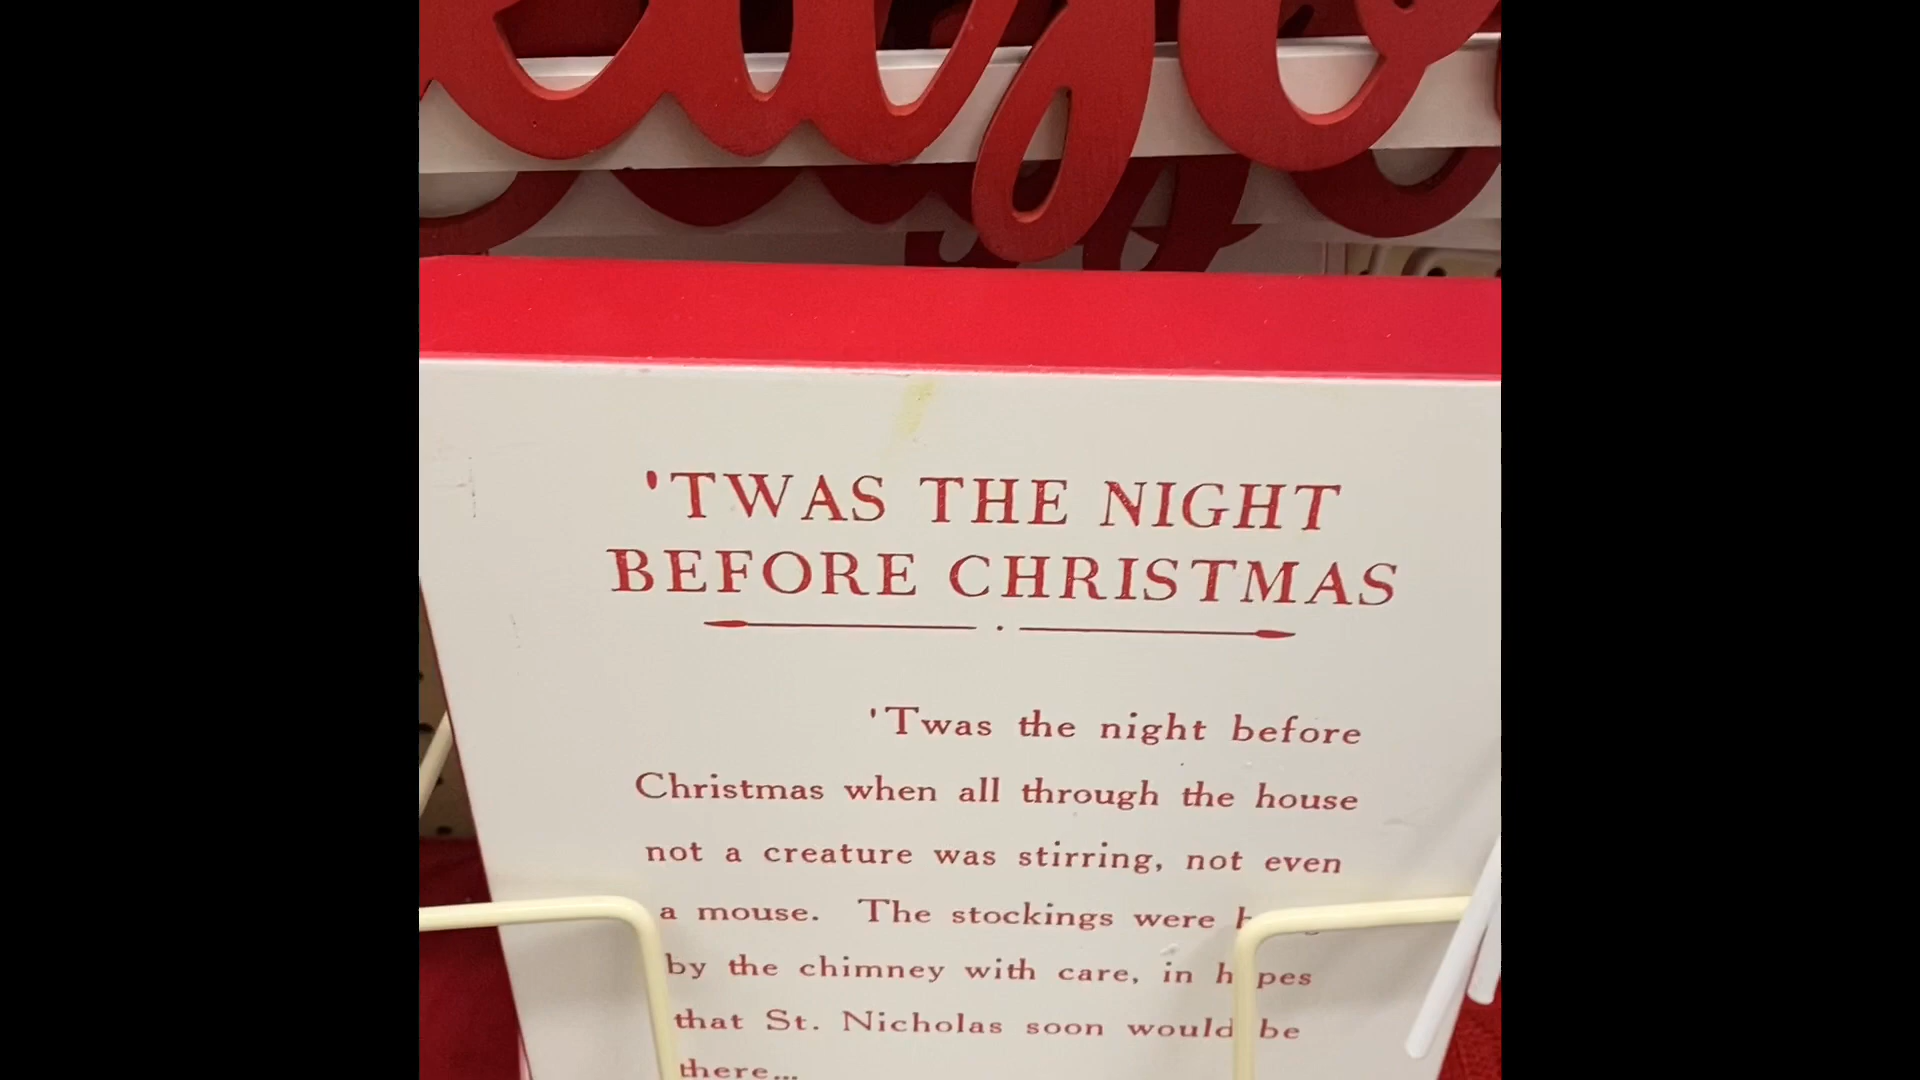 'TWAS THE NIGHT
BEFORE CHRISTMAS
'Twas the night before
Christmas when all through the house
not a creature was stirring, not even
a mouse. The stockings were
by the chimney with care, in hopes
that St. Nicholas soon would be
there...